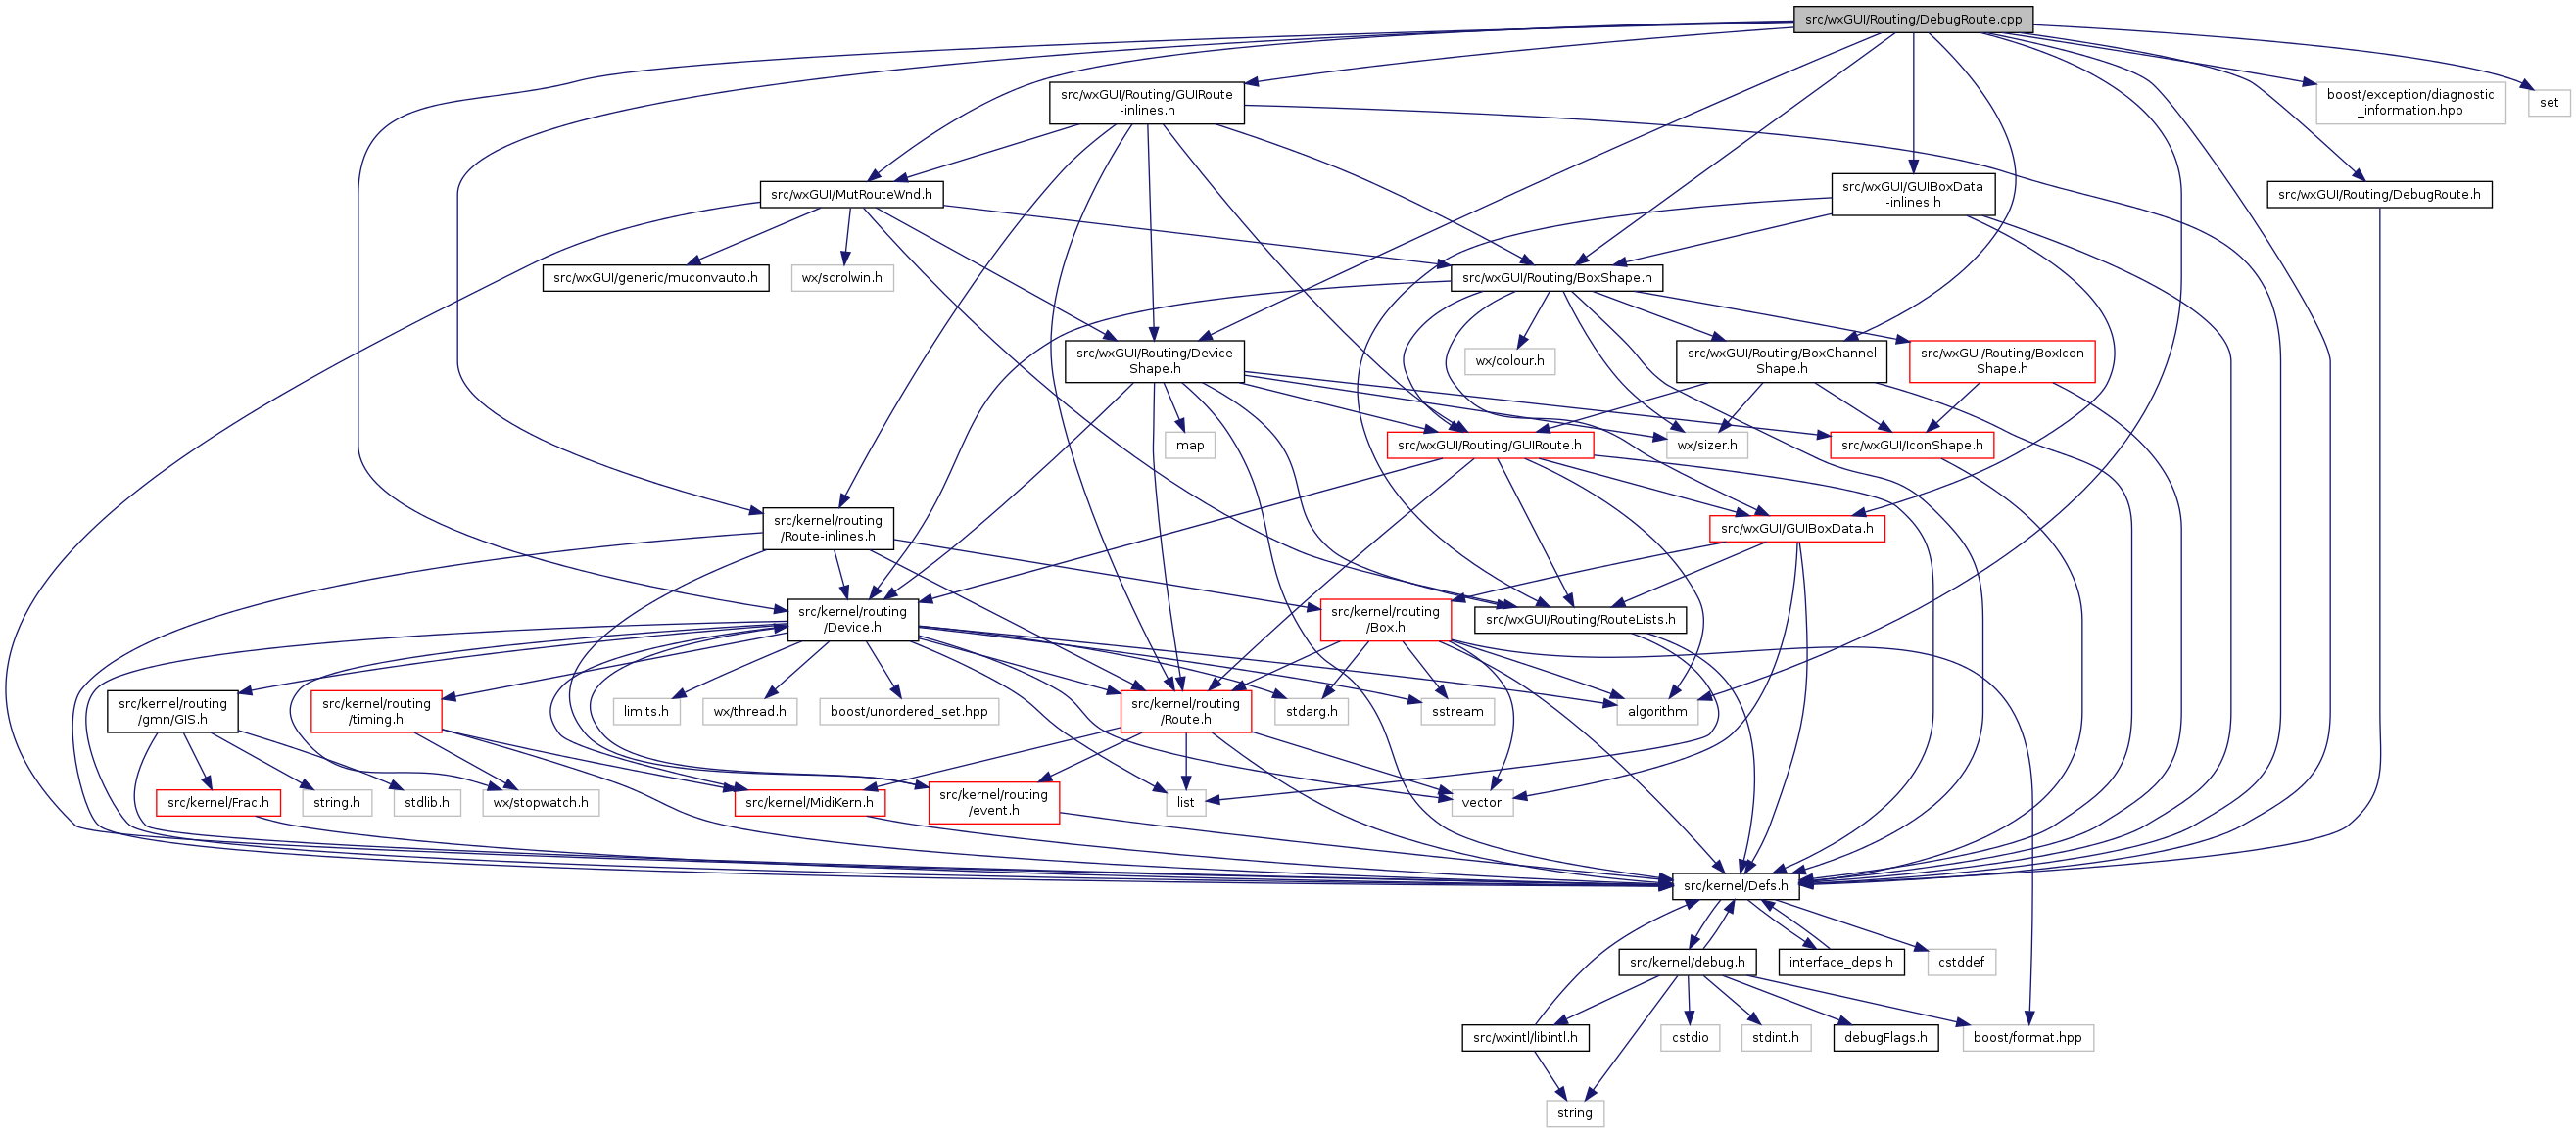 src/wxGUI/Routing/DebugRoute.cpp
src/wxGUI/Routing/GUIRoute
-inlines.h
boost/exception/diagnostic
_information.hpp
set
src/wxGUI/MutRouteWnd.h
src/wxGUI/GUIBoxData
-inlines.h
src/wxGUI/Routing/DebugRoute.h
src/wxGUI/generic/muconvauto.h
wx/scrolwin.h
src/wxGUI/Routing/BoxShape.h
src/wxGUI/Routing/Device
Shape.h
wx/colour.h
src/wxGUI/Routing/BoxChannel
Shape.h
src/wxGUI/Routing/BoxIcon
Shape.h
map
src/wxGUI/Routing/GUIRoute.h
wx/sizer.h
src/wxGUI/IconShape.h
src/kernel/routing
/Route-inlines.h
src/wxGUI/GUIBoxData.h
src/kernel/routing
/Device.h
src/kernel/routing
/Box.h
src/wxGUI/Routing/RouteLists.h
src/kernel/routing
/gmn/GIS.h
src/kernel/routing
/timing.h
limits.h
wx/thread.h
boost/unordered_set.hpp
src/kernel/routing
/Route.h
stdarg.h
sstream
algorithm
src/kernel/Frac.h
string.h
stdlib.h
wx/stopwatch.h
src/kernel/MidiKern.h
src/kernel/routing
/event.h
list
vector
src/kernel/Defs.h
src/kernel/debug.h
interface_deps.h
cstddef
src/wxintl/libintl.h
cstdio
stdint.h
debugFlags.h
boost/format.hpp
string